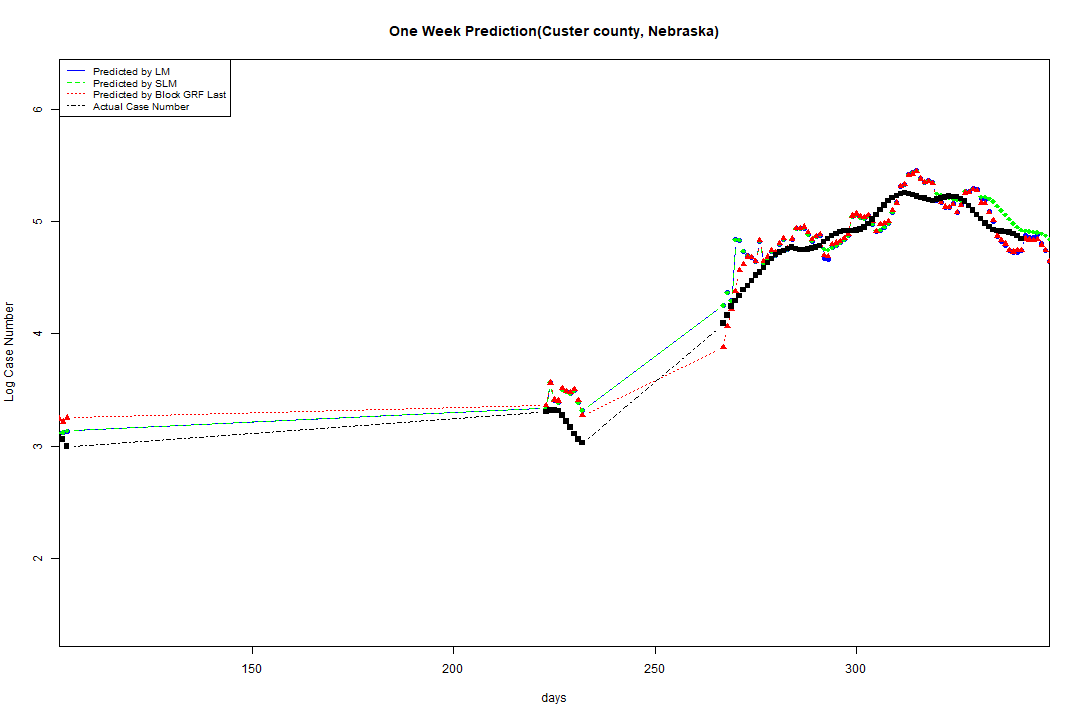 One Week Prediction(Custer county, Nebraska)
Predicted by LM
Predicted by SLM
Predicted by Block GRF Last
Actual Case Number
6
5
4
3
2
Log Case Number
150 200 250 300
days